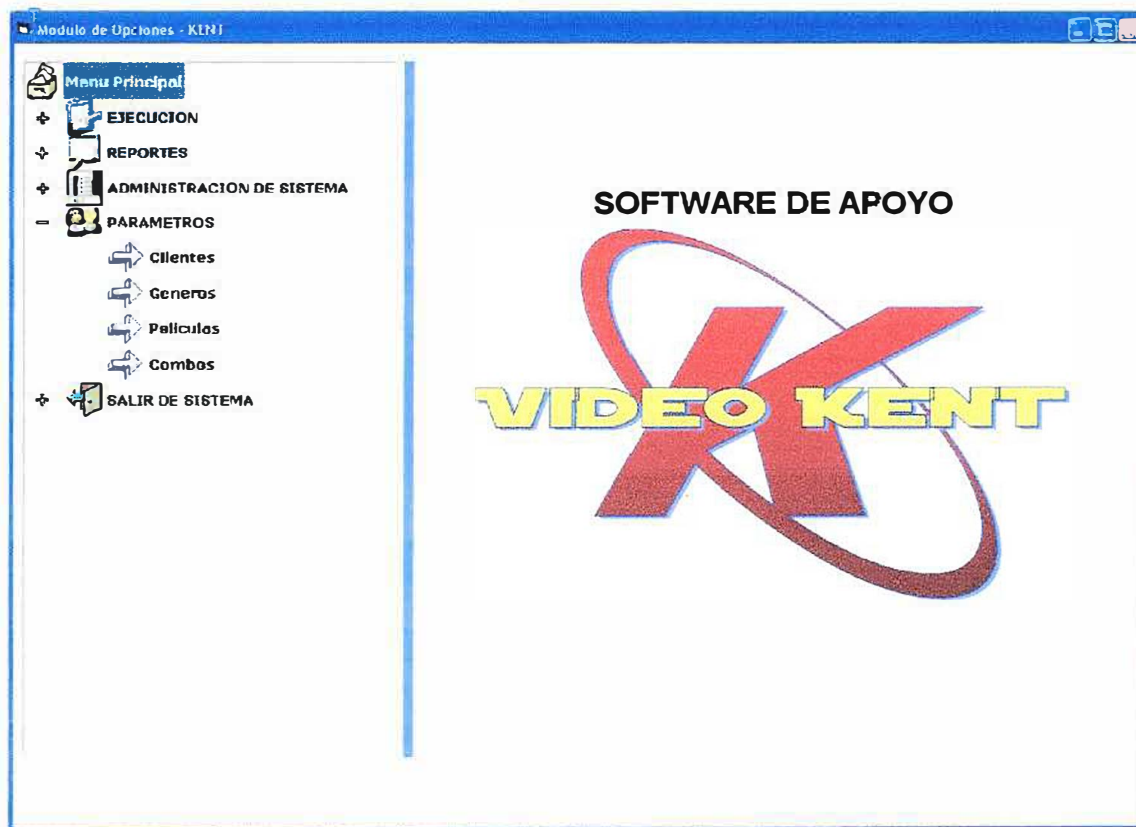 Modulo de Opciones - KENT
Menu Principal
EJECUCION
REPORTES
ADMINISTRACION DE SISTEMA
PARAMETROS
Clientes
Generos
Peliculas
Combos
SALIR DE SISTEMA
SOFTWARE DE APOYO
K
VIDEO KENT